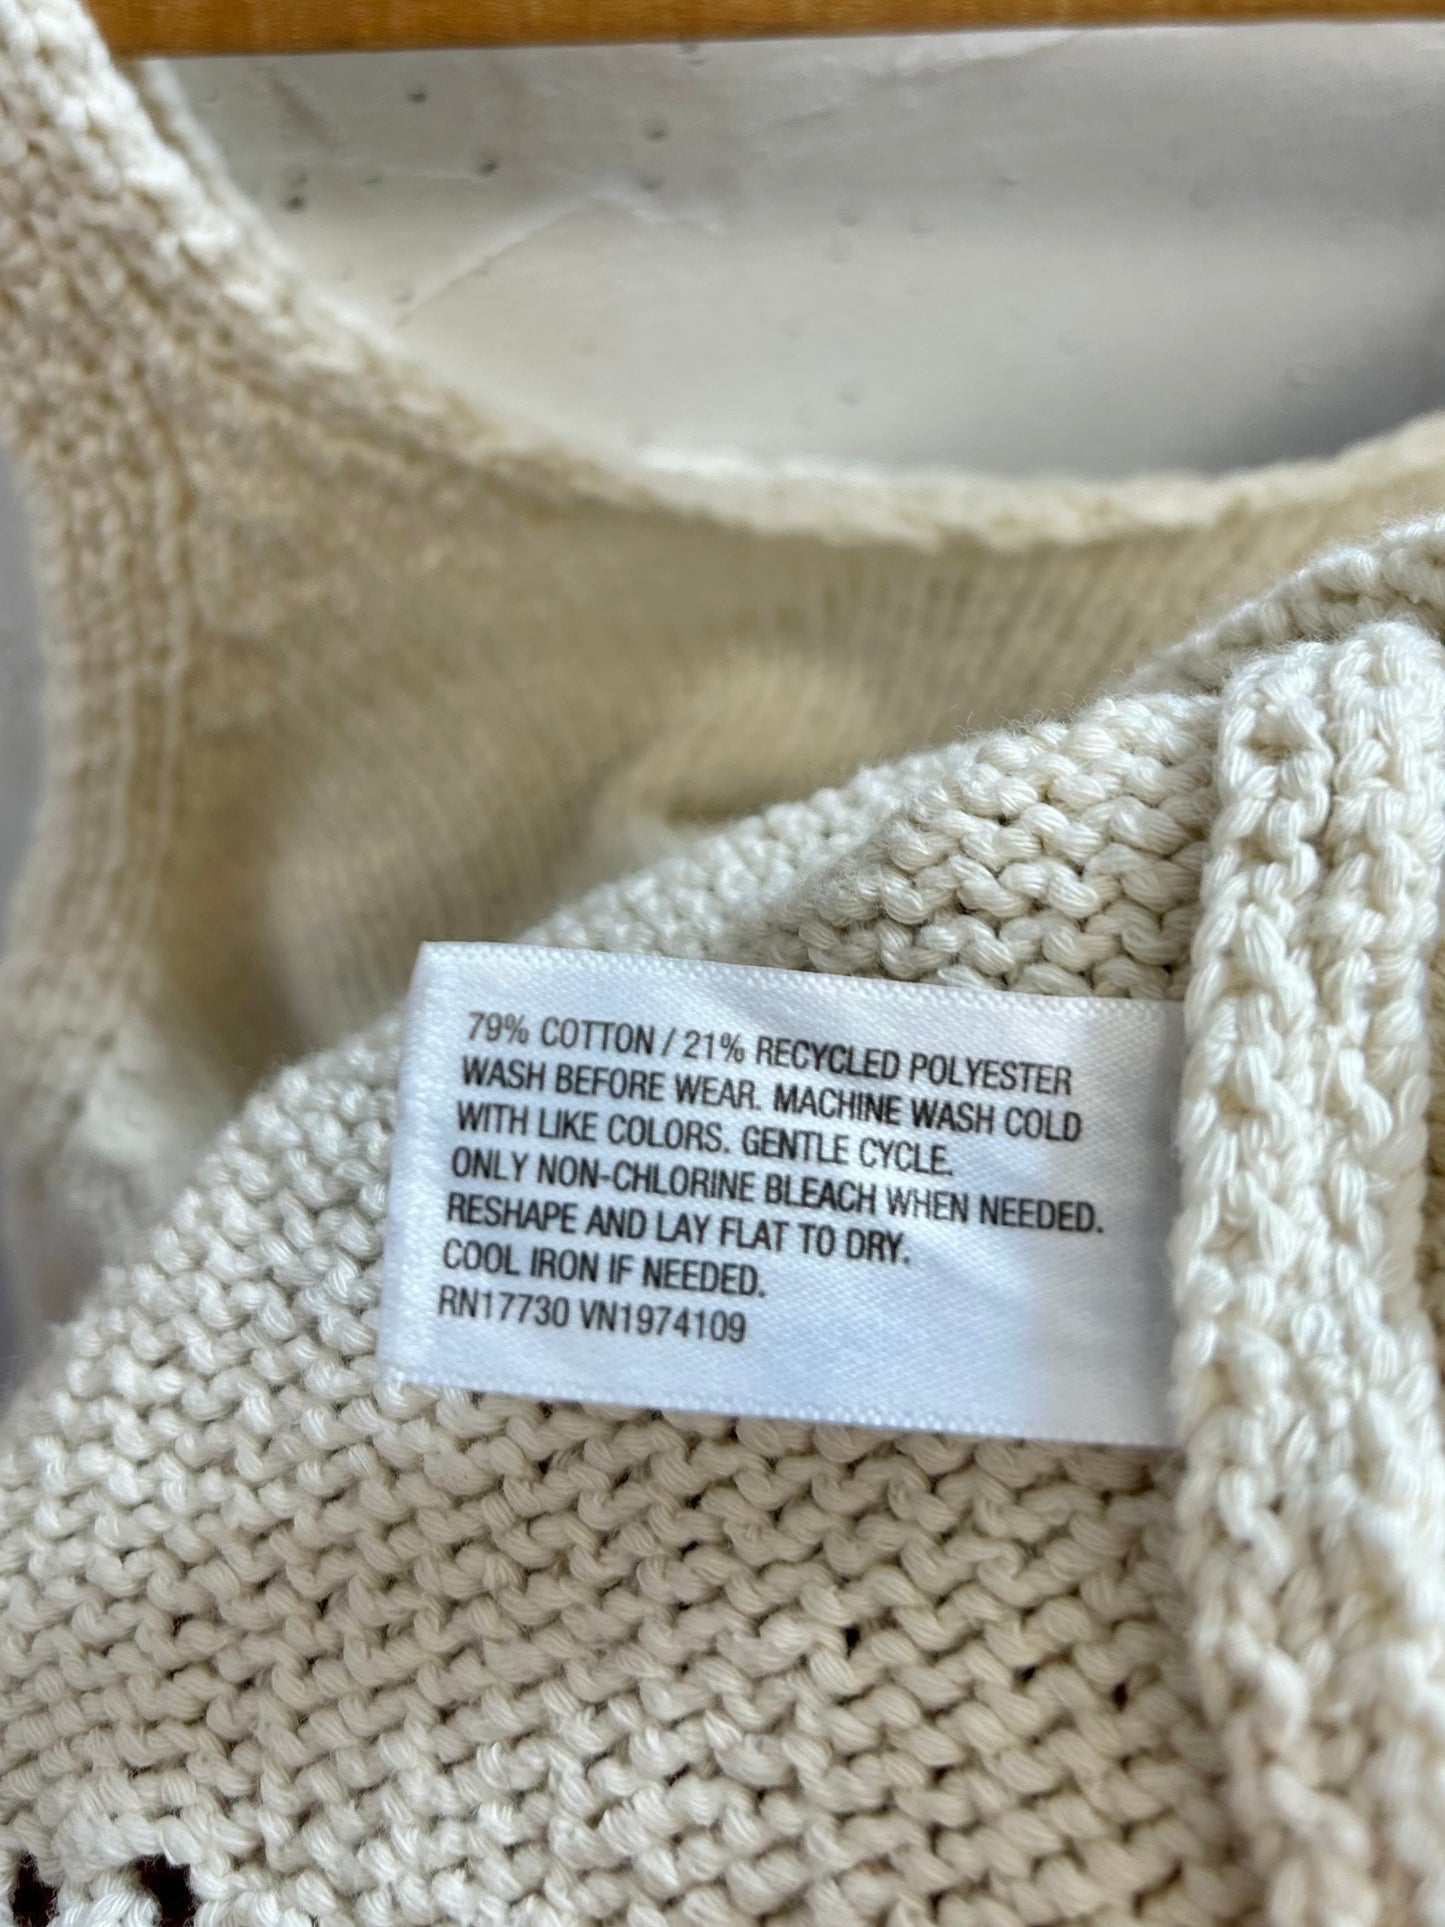 79% COTTON / 21% RECYCLED POLYESTER
WASH BEFORE WEAR. MACHINE WASH COLD
WITH LIKE COLORS. GENTLE CYCLE.
ONLY NON-CHLORINE BLEACH WHEN NEEDED.
RESHAPE AND LAY FLAT TO DRY.
COOL IRON IF NEEDED.
RN17730 VN1974109